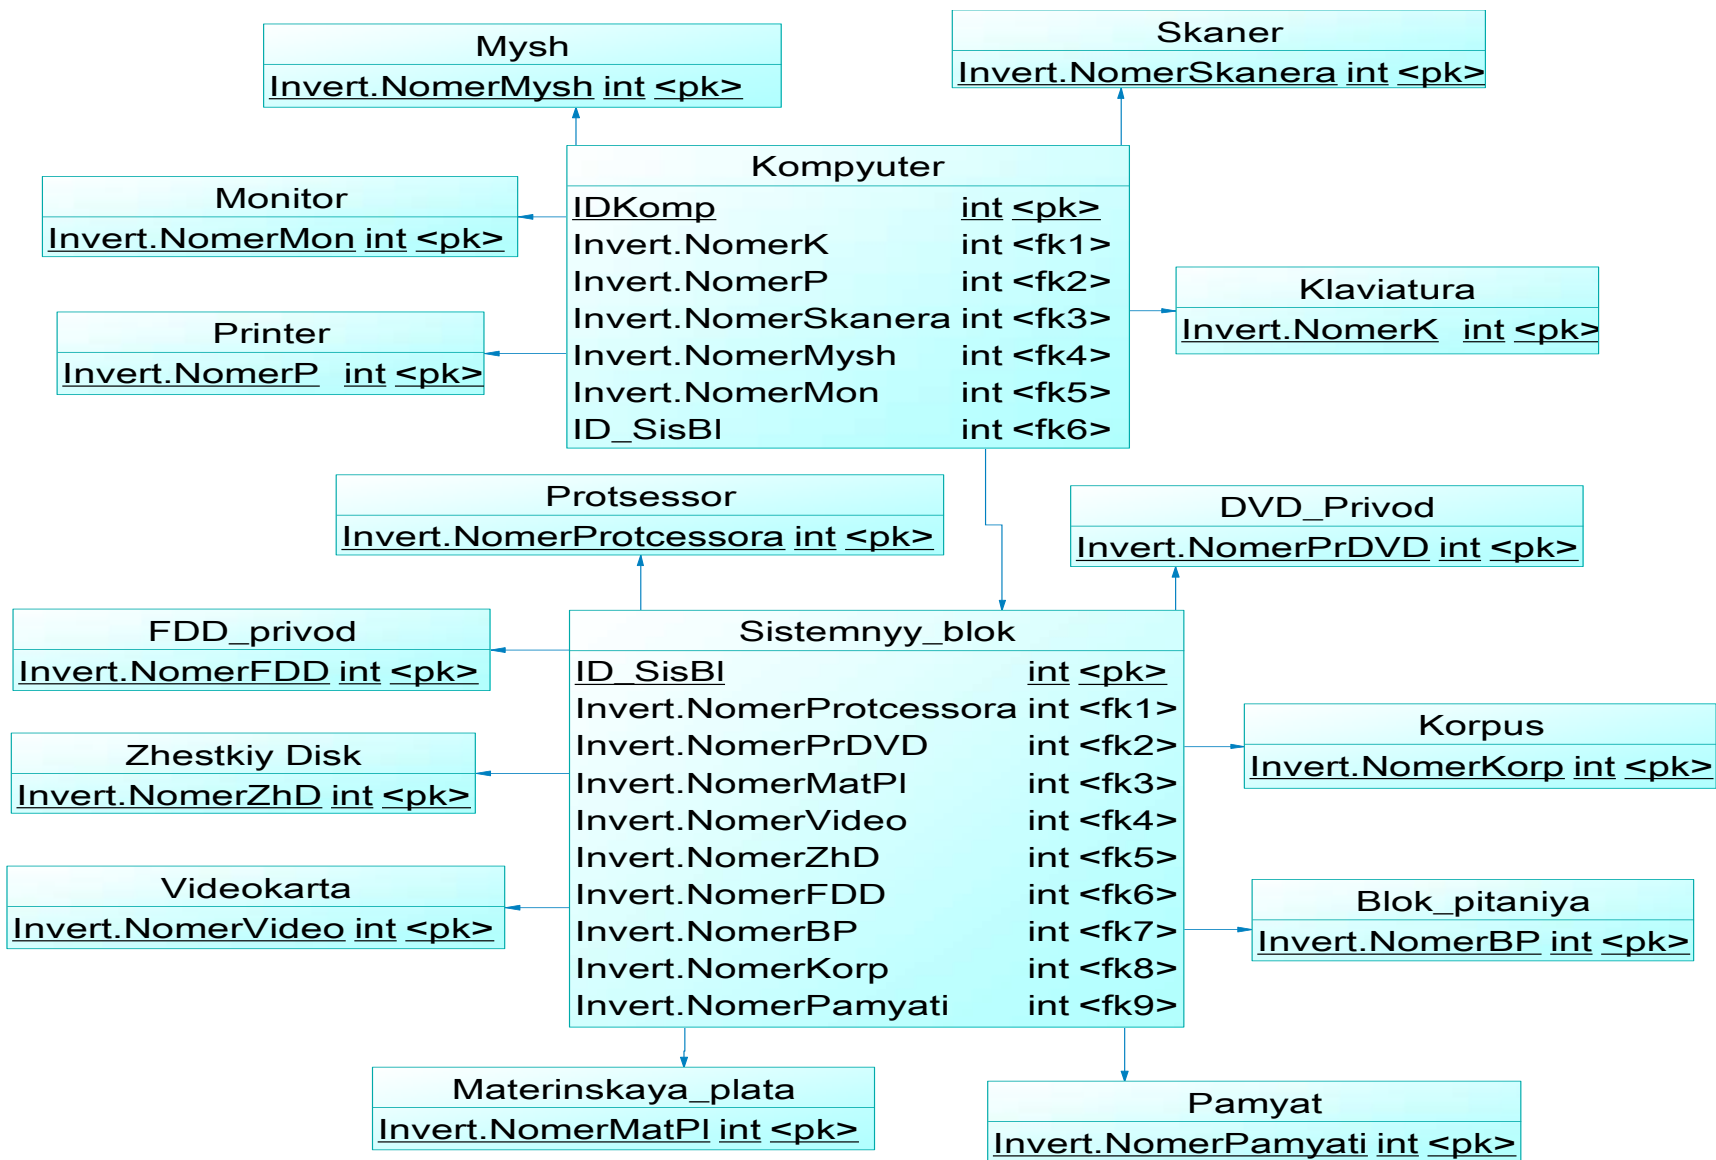 Mysh
Invert.NomerMysh int <pk>
Skaner
Invert.NomerSkanera int <pk>
Kompyuter
IDKomp int <pk>
Invert.NomerK int <fk1>
Invert.NomerP int <fk2>
Invert.NomerSkanera int <fk3>
Invert.NomerMysh int <fk4>
Invert.NomerMon int <fk5>
ID_SisBl int <fk6>
Monitor
Invert.NomerMon int <pk>
Printer
Invert.NomerP int <pk>
Klaviatura
Invert.NomerK int <pk>
Protsessor
Invert.NomerProtcessora int <pk>
DVD_Privod
Invert.NomerPrDVD int <pk>
FDD_privod
Invert.NomerFDD int <pk>
Sistemnyy_blok
ID_SisBl int <pk>
Invert.NomerProtcessora int <fk1>
Invert.NomerPrDVD int <fk2>
Invert.NomerMatPl int <fk3>
Invert.NomerVideo int <fk4>
Invert.NomerZhD int <fk5>
Invert.NomerFDD int <fk6>
Invert.NomerBP int <fk7>
Invert.NomerKorp int <fk8>
Invert.NomerPamyati int <fk9>
Zhestkiy Disk
Invert.NomerZhD int <pk>
Korpus
Invert.NomerKorp int <pk>
Videokarta
Invert.NomerVideo int <pk>
Blok_pitaniya
Invert.NomerBP int <pk>
Materinskaya_plata
Invert.NomerMatPl int <pk>
Pamyat
Invert.NomerPamyati int <pk>